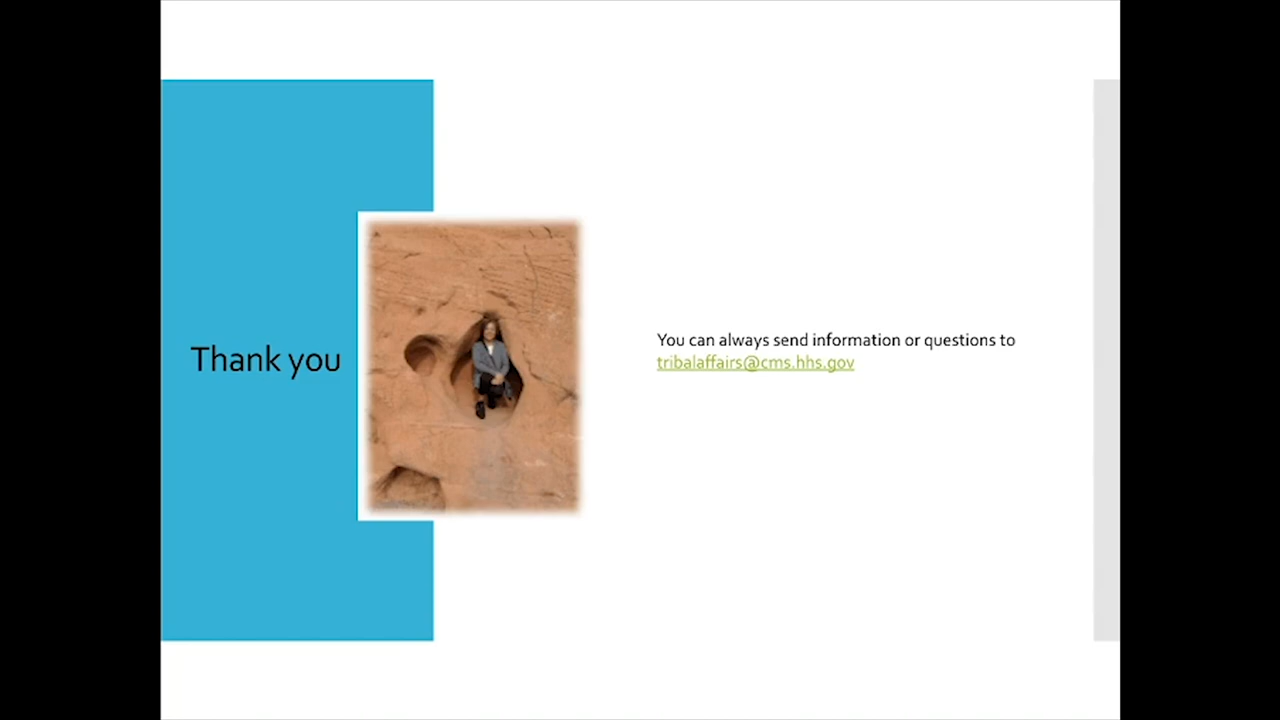 Thank you
You can always send information or questions to
tribalaffairs@cms.hhs.gov